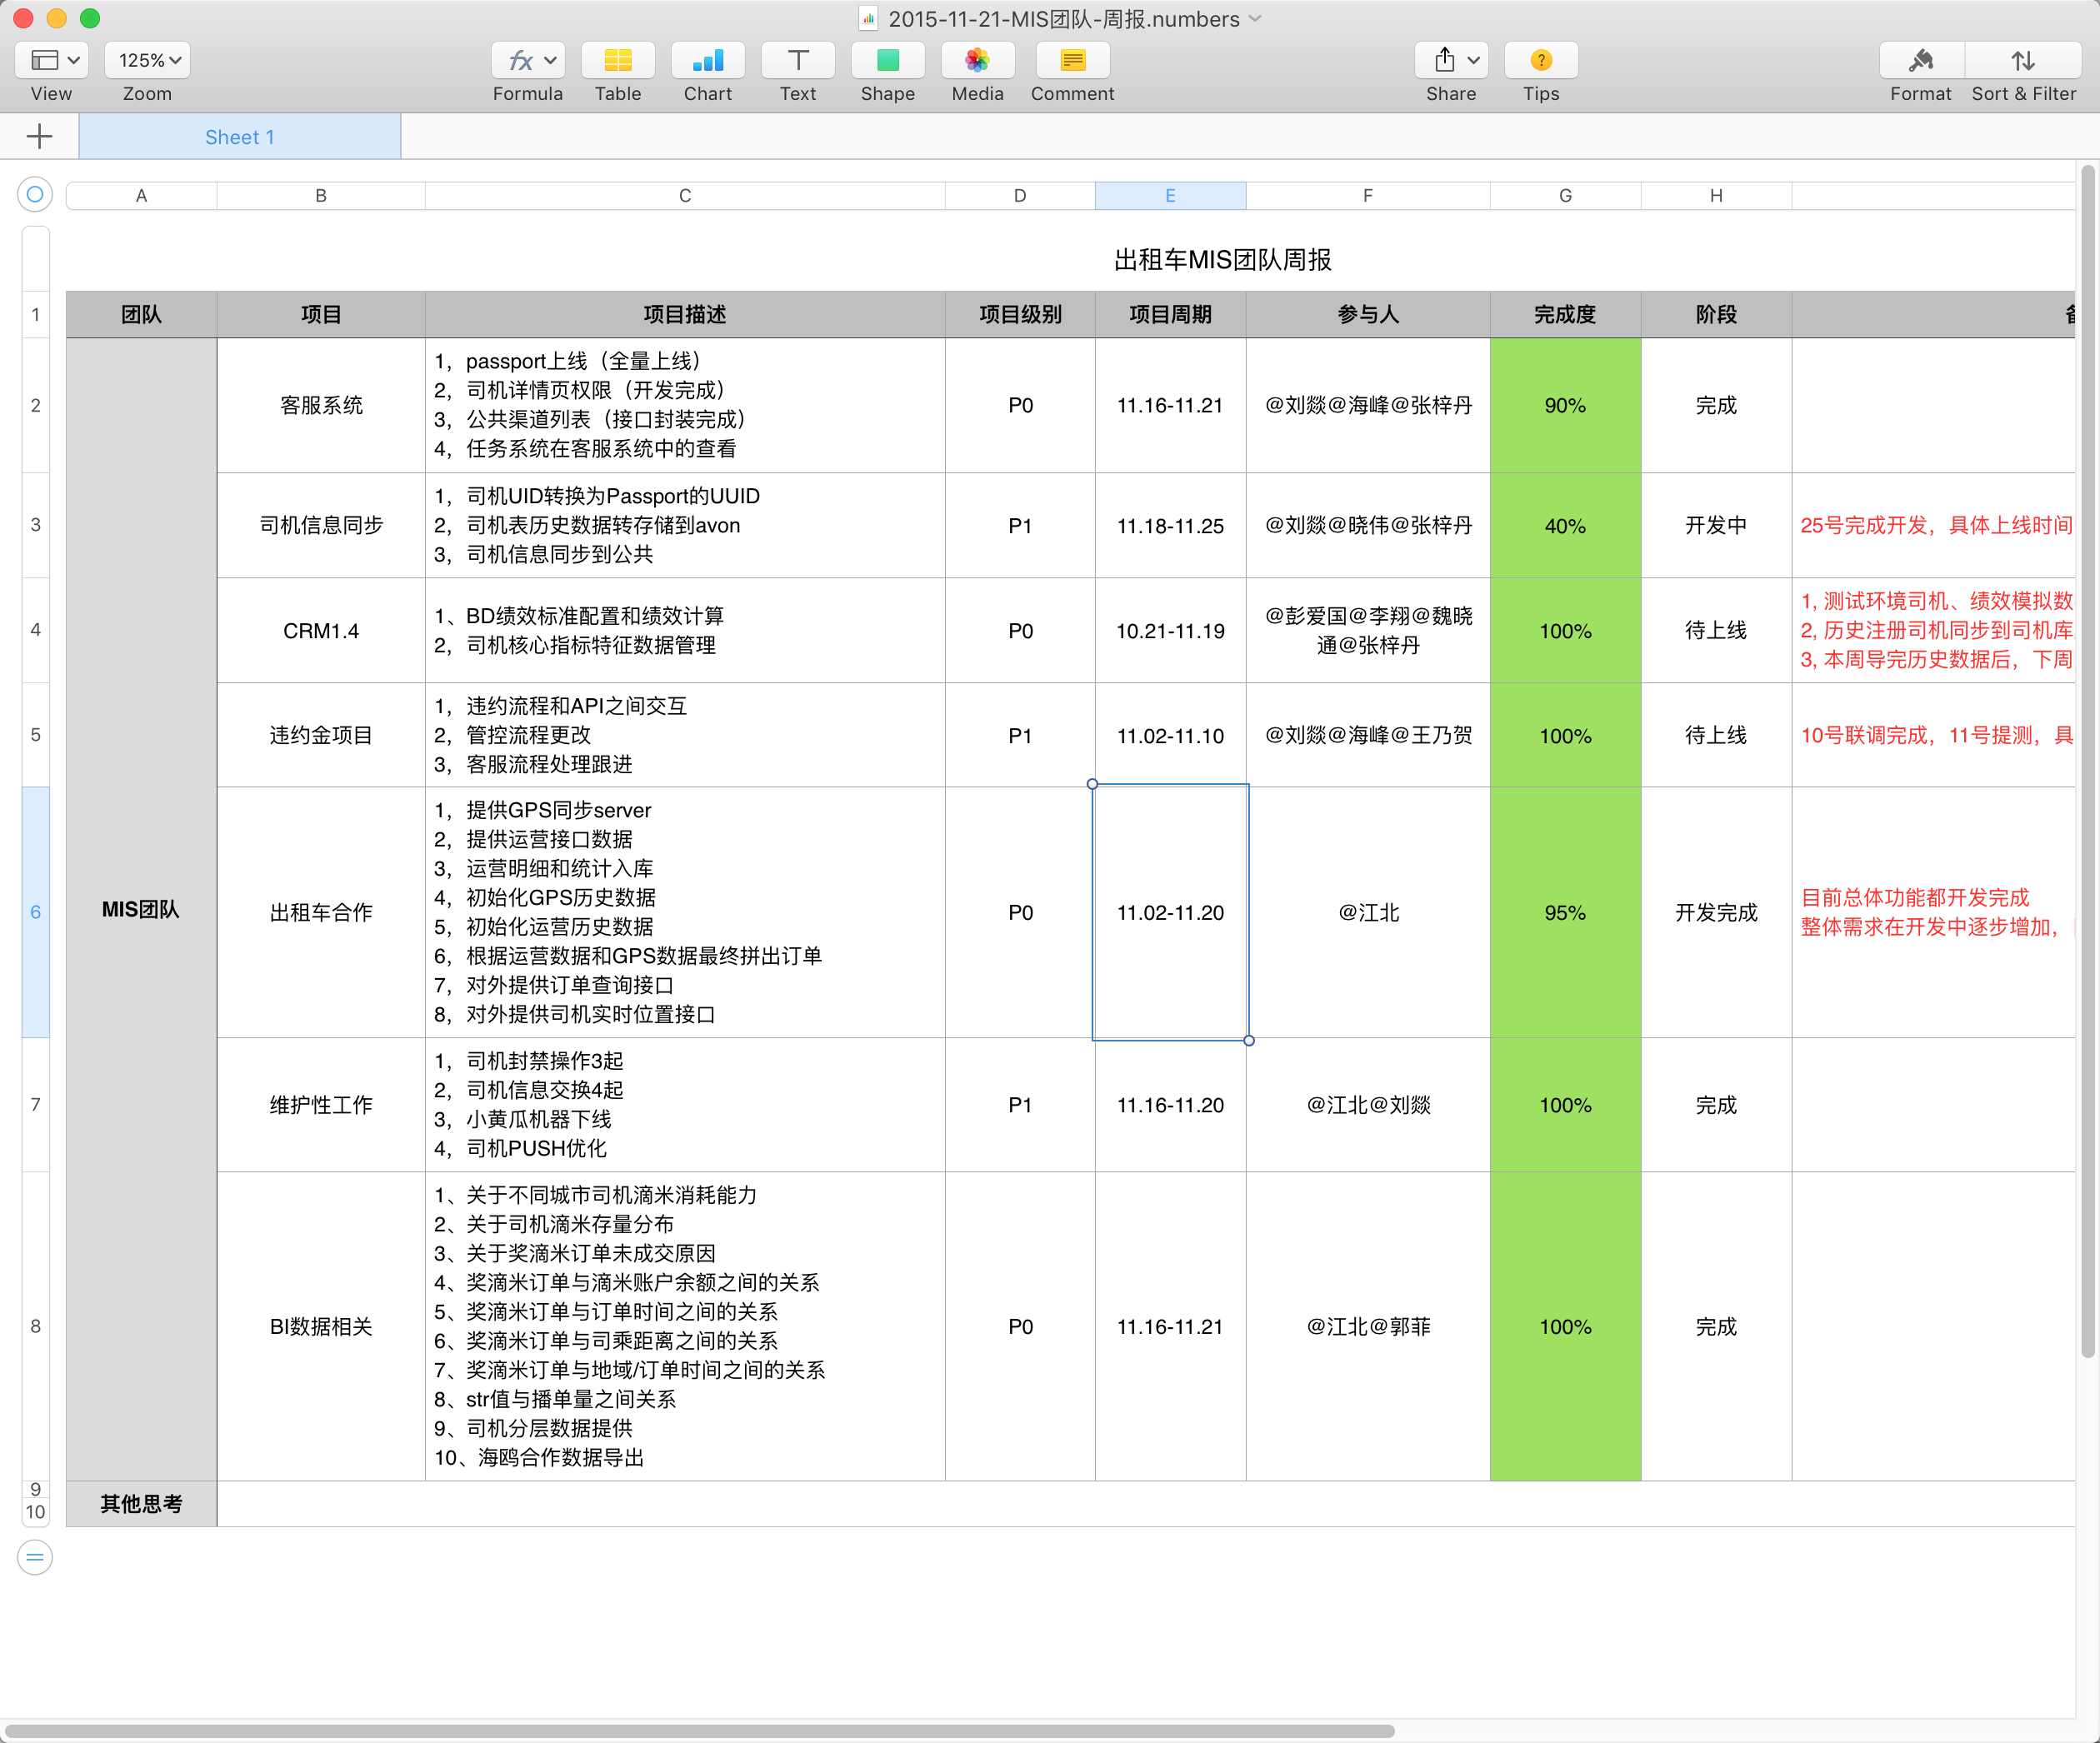 2015-11-21-MIS团队-周报.numbers
125%
View
Zoom
Formula
Table
Chart
Text
Shape
Media
Comment
Share
Tips
Format
Sort & Filter
Sheet 1
A B C D E F G H
出租车MIS团队周报
1 团队 项目 项目描述 项目级别 项目周期 参与人 完成度 阶段
MIS团队
2 客服系统
1，passport上线（全量上线）
2，司机详情页权限（开发完成）
3，公共渠道列表（接口封装完成）
4，任务系统在客服系统中的查看
P0 11.16-11.21 @刘燚@海峰@张梓丹 90% 完成
3 司机信息同步
1，司机UID转换为Passport的UUID
2，司机表历史数据转存储到avon
3，司机信息同步到公共
P1 11.18-11.25 @刘燚@晓伟@张梓丹 40% 开发中 25号完成开发，具体上线时间
4 CRM1.4
1、BD绩效标准配置和绩效计算
2，司机核心指标特征数据管理
P0 10.21-11.19
@彭爱国@李翔@魏晓
通@张梓丹
100% 待上线
1, 测试环境司机、绩效模拟数
2, 历史注册司机同步到司机库
3, 本周导完历史数据后，下周
5 违约金项目
1，违约流程和API之间交互
2，管控流程更改
3，客服流程处理跟进
P1 11.02-11.10 @刘燚@海峰@王乃贺 100% 待上线 10号联调完成，11号提测，具
6 出租车合作
1，提供GPS同步server
2，提供运营接口数据
3，运营明细和统计入库
4，初始化GPS历史数据
5，初始化运营历史数据
6，根据运营数据和GPS数据最终拼出订单
7，对外提供订单查询接口
8，对外提供司机实时位置接口
P0 11.02-11.20 @江北 95% 开发完成
目前总体功能都开发完成
整体需求在开发中逐步增加，
7 维护性工作
1，司机封禁操作3起
2，司机信息交换4起
3，小黄瓜机器下线
4，司机PUSH优化
P1 11.16-11.20 @江北@刘燚 100% 完成
8 BI数据相关
1、关于不同城市司机滴米消耗能力
2、关于司机滴米存量分布
3、关于奖滴米订单未成交原因
4、奖滴米订单与滴米账户余额之间的关系
5、奖滴米订单与订单时间之间的关系
6、奖滴米订单与司乘距离之间的关系
7、奖滴米订单与地域/订单时间之间的关系
8、str值与播单量之间关系
9、司机分层数据提供
10、海鸥合作数据导出
P0 11.16-11.21 @江北@郭菲 100% 完成
9
10
其他思考